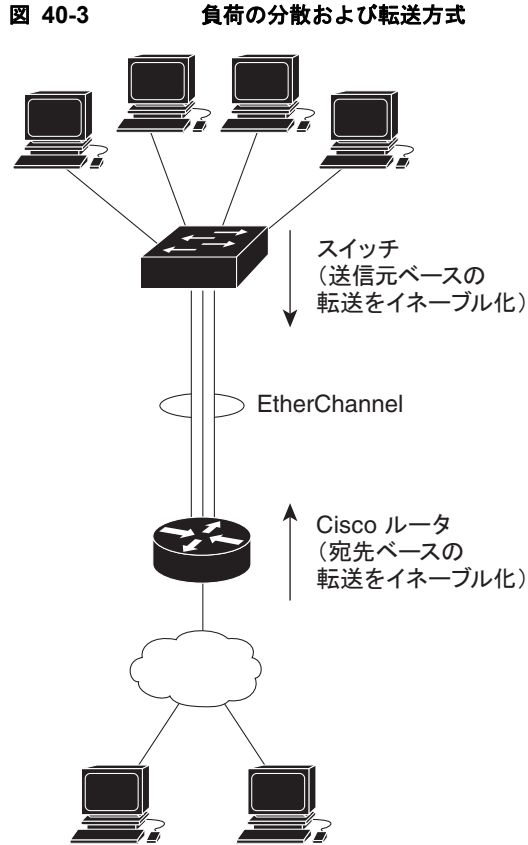 図 40-3 負荷の分散および転送方式
スイッチ
（送信元ベースの
転送をイネーブル化）
EtherChannel
Cisco ルータ
（宛先ベースの
転送をイネーブル化）